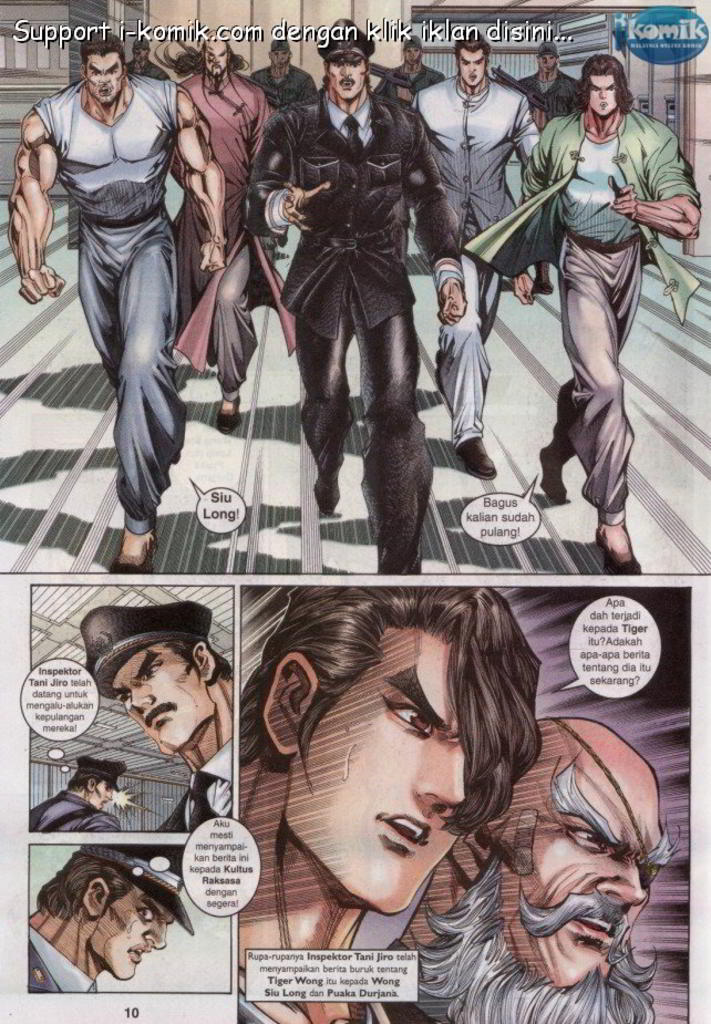 Support i-komik.com dengan klik iklan disini...
komik
MALAYSIA ONLINE KOMIK
Siu
Long!
Bagus
kalian sudah
pulang!
Inspektor
Tani Jiro telah
datang untuk
mengalu-alukan
kepulangan
mereka!
Apa
dah terjadi
kepada Tiger
itu?Adakah
apa-apa berita
tentang dia itu
sekarang?
Aku
mesti
menyampai-
kan berita ini
kepada Kultus
Raksasa
dengan
segera!
Rupa-rupanya Inspektor Tani Jiro telah
menyampaikan berita buruk tentang
Tiger Wong itu kepada Wong
Siu Long dan Puaka Durjana.
10